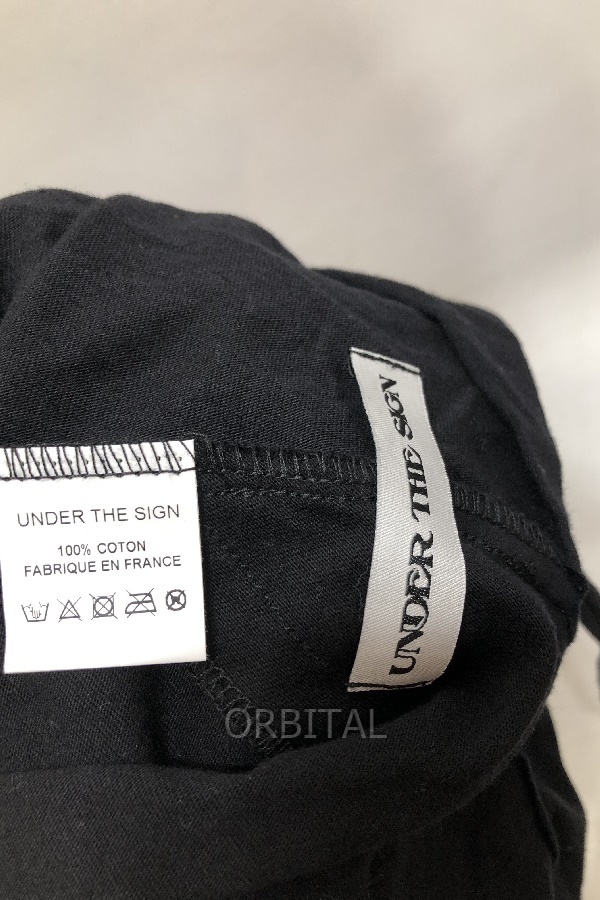 UNDER THE SIGN
100% COTON
FABRIQUE EN FRANCE
UNDER THE SIGN
ORBITAL